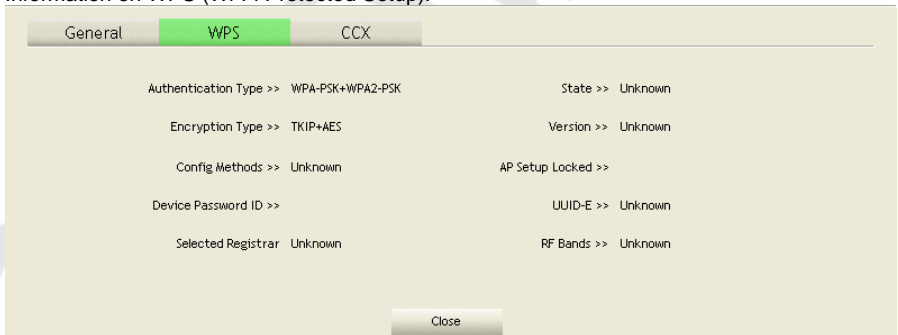 information on WPS (WI-FI Protected Setup).
General WPS CCX
Authentication Type >> WPA-PSK+WPA2-PSK State >> Unknown
Encryption Type >> TKIP+AES Version >> Unknown
Config Methods >> Unknown AP Setup Locked >>
Device Password ID >> UUID-E >> Unknown
Selected Registrar Unknown RF Bands >> Unknown
Close